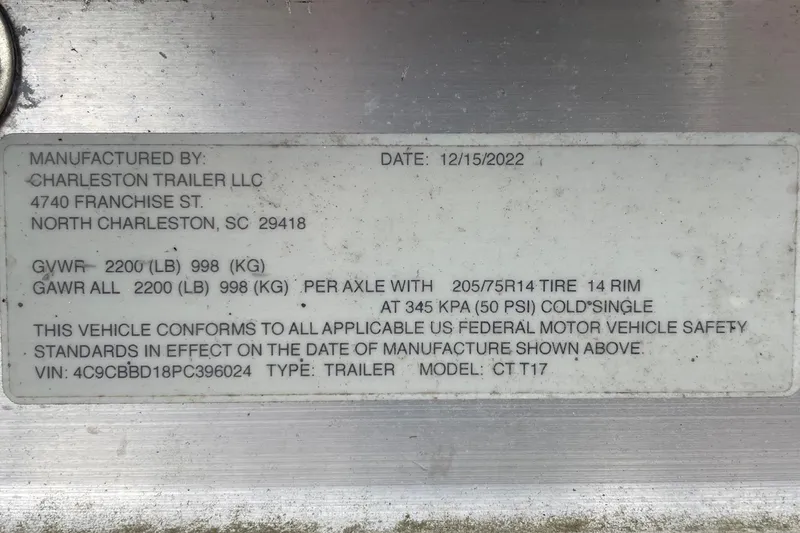 MANUFACTURED BY: DATE: 12/15/2022
CHARLESTON TRAILER LLC
4740 FRANCHISE ST.
NORTH CHARLESTON, SC 29418
GVWR 2200 (LB) 998 (KG)
GAWR ALL 2200 (LB) 998 (KG) PER AXLE WITH 205/75R14 TIRE 14 RIM
AT 345 KPA (50 PSI) COLD SINGLE
THIS VEHICLE CONFORMS TO ALL APPLICABLE US FEDERAL MOTOR VEHICLE SAFETY
STANDARDS IN EFFECT ON THE DATE OF MANUFACTURE SHOWN ABOVE.
VIN: 4C9CBBD18PC396024 TYPE: TRAILER MODEL: CT T17